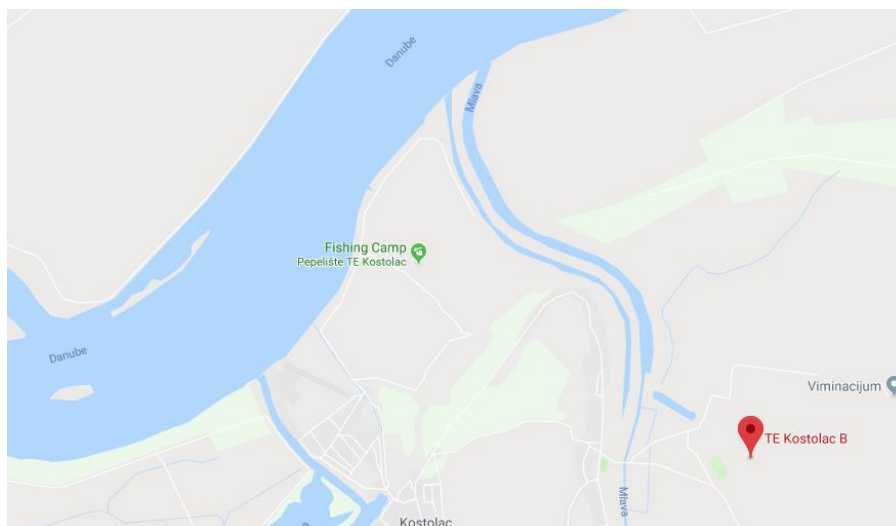 Danube
Mlava
Fishing Camp
Pepelište TE Kostolac
Danube
Viminacijum
TE Kostolac B
Mlava
Kostolac